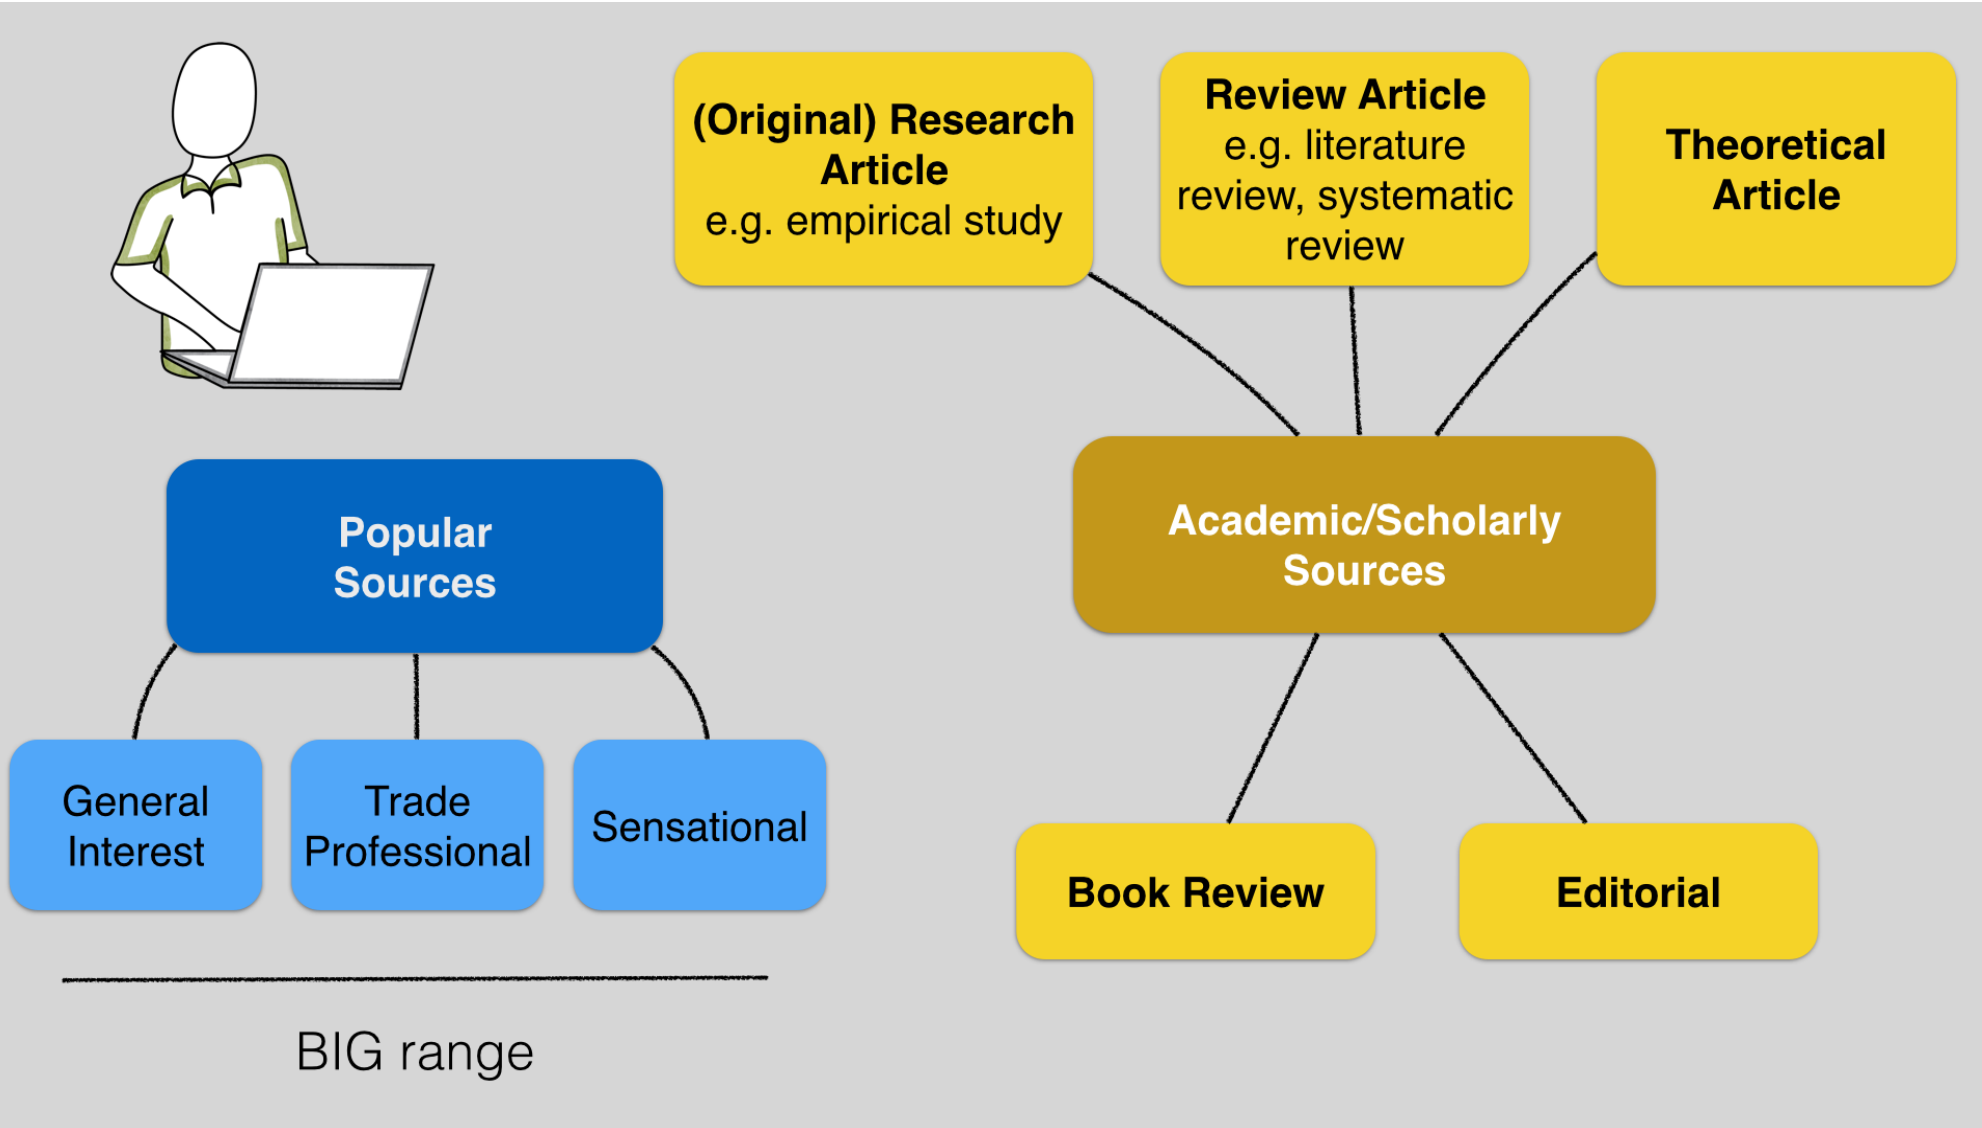 (Original) Research
Article
e.g. empirical study
Review Article
e.g. literature
review, systematic
review
Theoretical
Article
Popular
Sources
Academic/Scholarly
Sources
General
Interest
Trade
Professional
Sensational
Book Review
Editorial
BIG range